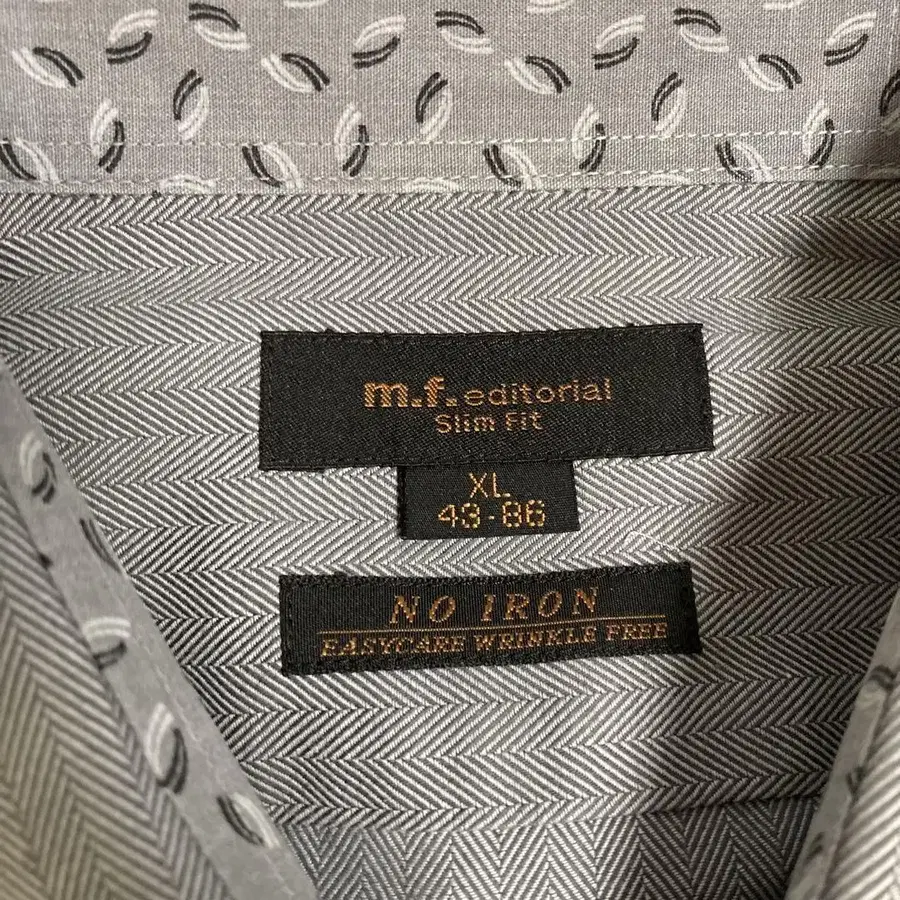 m.f.editorial
Slim Fit
XL
43-86
NO IRON
EASYCARE WRINKLE FREE